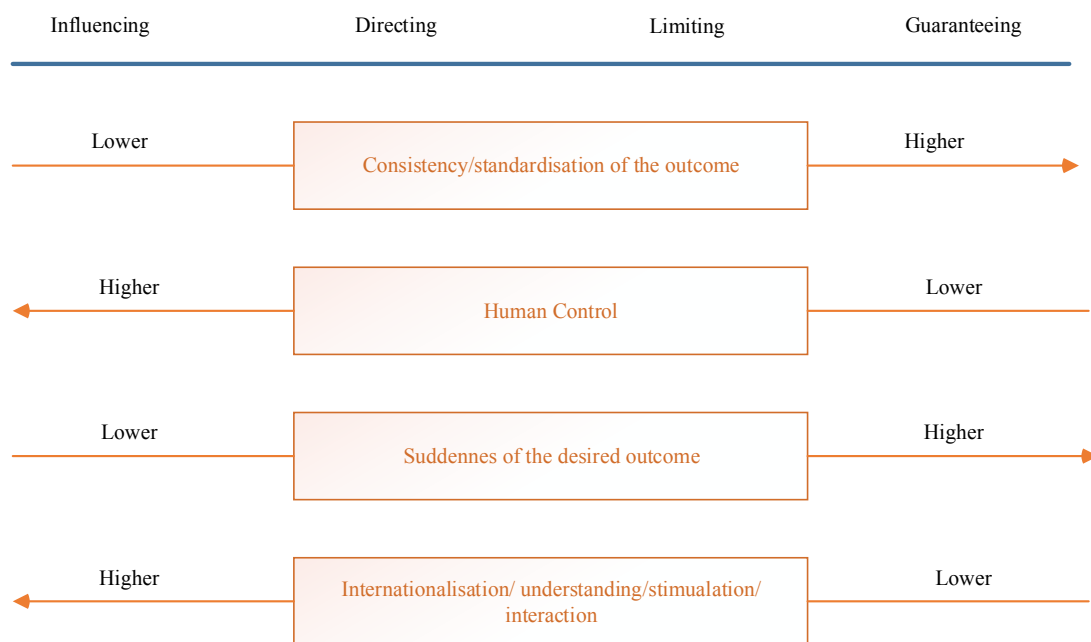 Influencing Directing Limiting Guaranteeing
Lower Higher
Consistency/standardisation of the outcome
Higher Lower
Human Control
Lower Higher
Suddennes of the desired outcome
Higher Lower
Internationalisation/ understanding/stimualation/
interaction